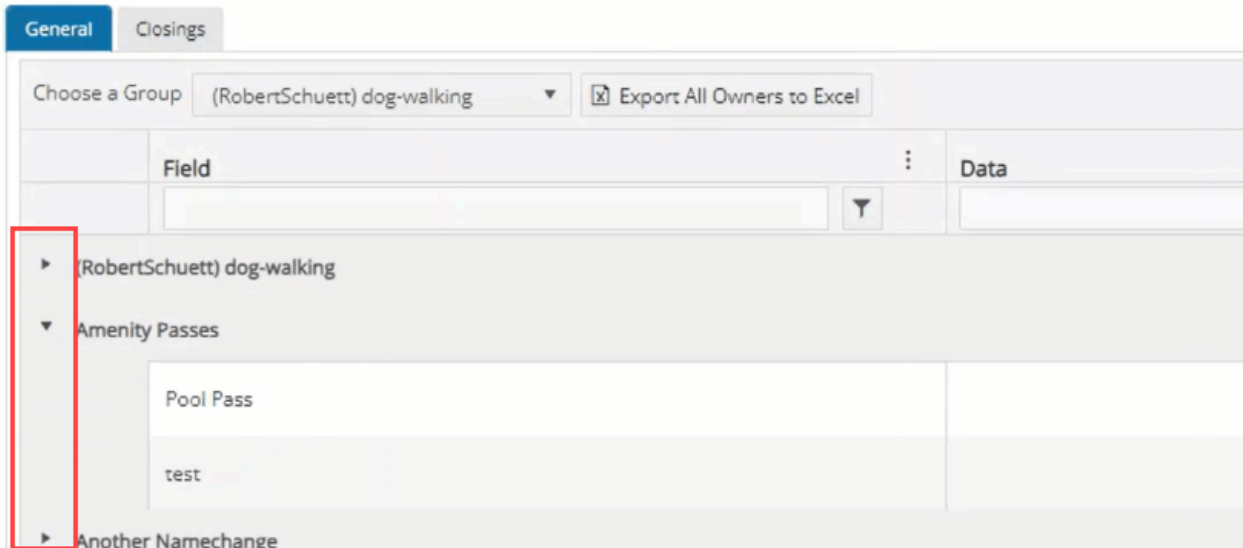 General Closings
Choose a Group (RobertSchuett) dog-walking Export All Owners to Excel
Field Data
(RobertSchuett) dog-walking
Amenity Passes
Pool Pass
test
Another Namechange